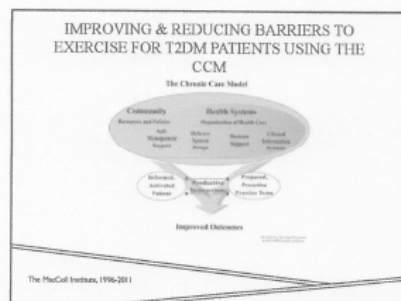 IMPROVING & REDUCING BARRIERS TO
EXERCISE FOR T2DM PATIENTS USING THE
CCM
The Chronic Care Model
Community
Health Systems
Resources and Policies
Organization of Health Care
Self-
Management
Support
Delivery
System
Design
Decision
Support
Clinical
Information
Systems
Informed,
Activated
Patient
Productive
Interactions
Prepared,
Proactive
Practice Team
Improved Outcomes
The MacColl Institute, 1996-2011